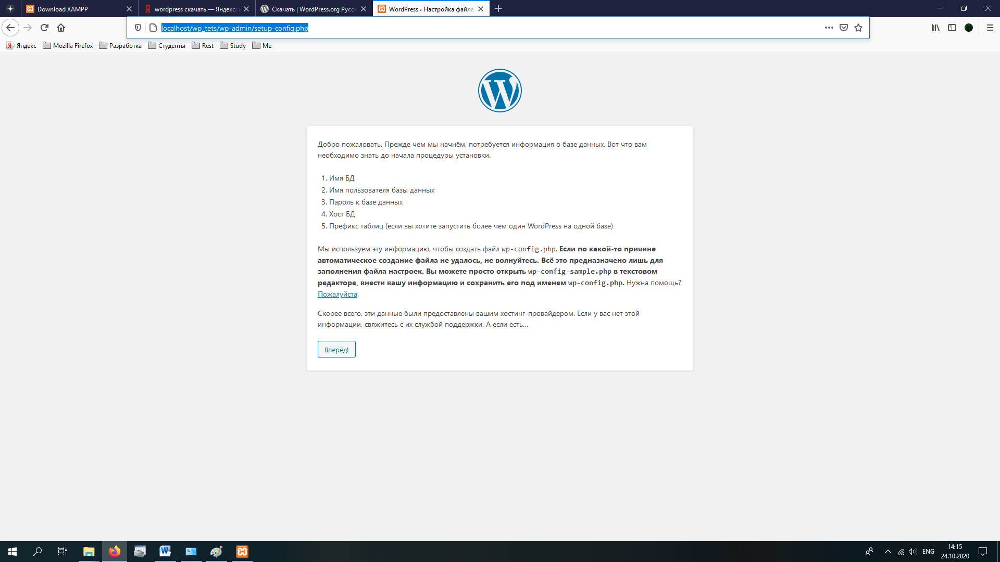 Download XAMPP
wordpress скачать — Яндекс:
Скачать | WordPress.org Русск
WordPress › Настройка файла
localhost/wp_tets/wp-admin/setup-config.php
Яндекс
Mozilla Firefox
Разработка
Студенты
Rest
Study
Me
Добро пожаловать. Прежде чем мы начнём, потребуется информация о базе данных. Вот что вам
необходимо знать до начала процедуры установки.
1. Имя БД
2. Имя пользователя базы данных
3. Пароль к базе данных
4. Хост БД
5. Префикс таблиц (если вы хотите запустить более чем один WordPress на одной базе)
Мы используем эту информацию, чтобы создать файл wp-config.php. Если по какой-то причине
автоматическое создание файла не удалось, не волнуйтесь. Всё это предназначено лишь для
заполнения файла настроек. Вы можете просто открыть wp-config-sample.php в текстовом
редакторе, внести вашу информацию и сохранить его под именем wp-config.php. Нужна помощь?
Пожалуйста.
Скорее всего, эти данные были предоставлены вашим хостинг-провайдером. Если у вас нет этой
информации, свяжитесь с их службой поддержки. А если есть…
Вперёд!
ENG
14:15
24.10.2020